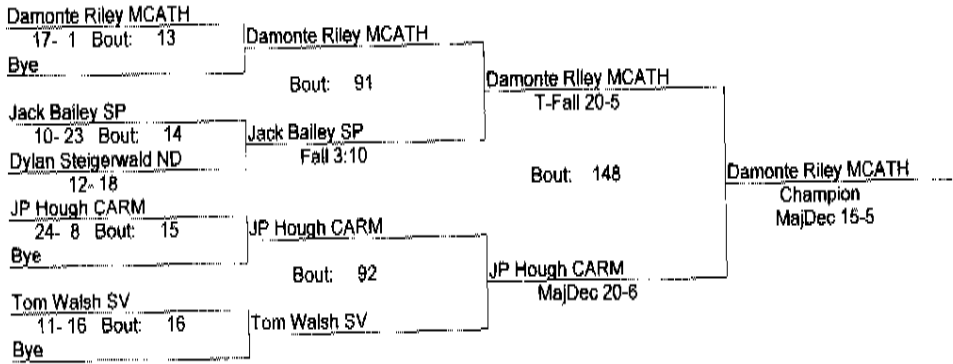 Damonte Riley MCATH
17- 1 Bout: 13
Bye
Damonte Riley MCATH
Bout: 91
Jack Bailey SP
10- 23 Bout: 14
Dylan Steigerwald ND
12- 18
Jack Bailey SP
Fall 3:10
Damonte Riley MCATH
T-Fall 20-5
Bout: 148
JP Hough CARM
24- 8 Bout: 15
Bye
JP Hough CARM
Bout: 92
Tom Walsh SV
11- 16 Bout: 16
Bye
Tom Walsh SV
JP Hough CARM
MajDec 20-6
Damonte Riley MCATH
Champion
MajDec 15-5